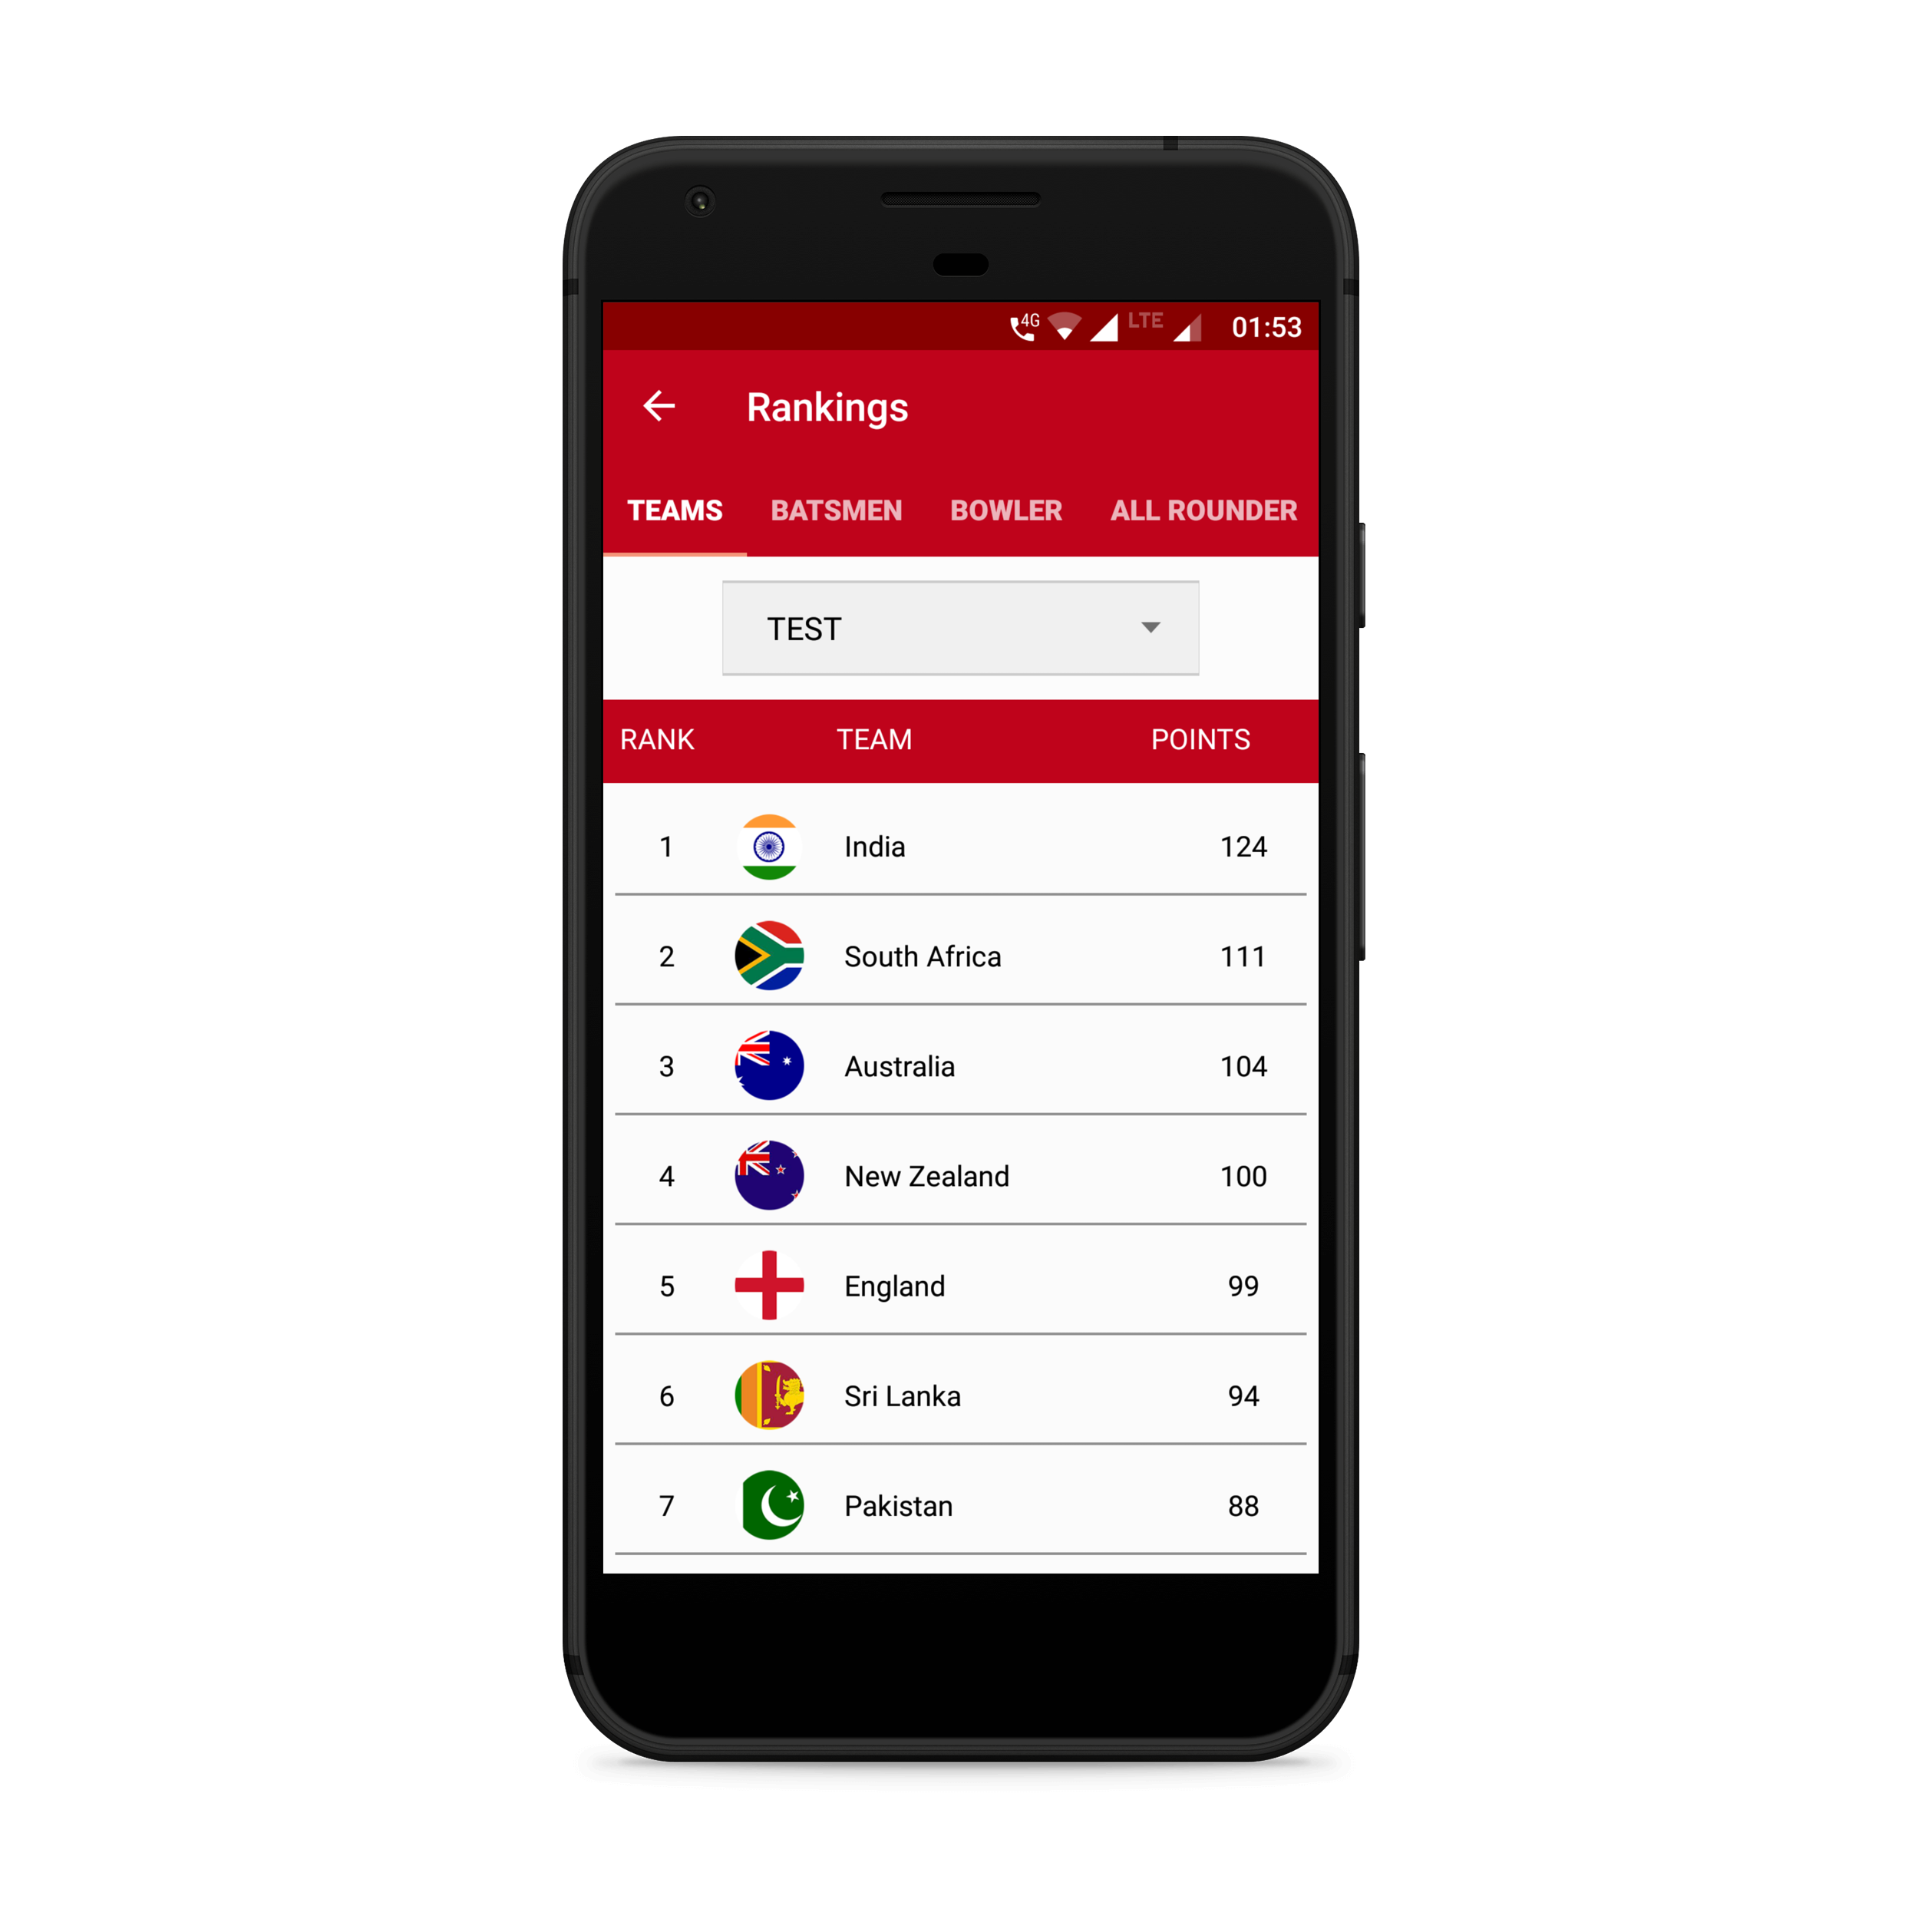 4G LTE 01:53
Rankings
TEAMS BATSMEN BOWLER ALL ROUNDER
TEST
RANK TEAM POINTS
1 India 124
2 South Africa 111
3 Australia 104
4 New Zealand 100
5 England 99
6 Sri Lanka 94
7 Pakistan 88